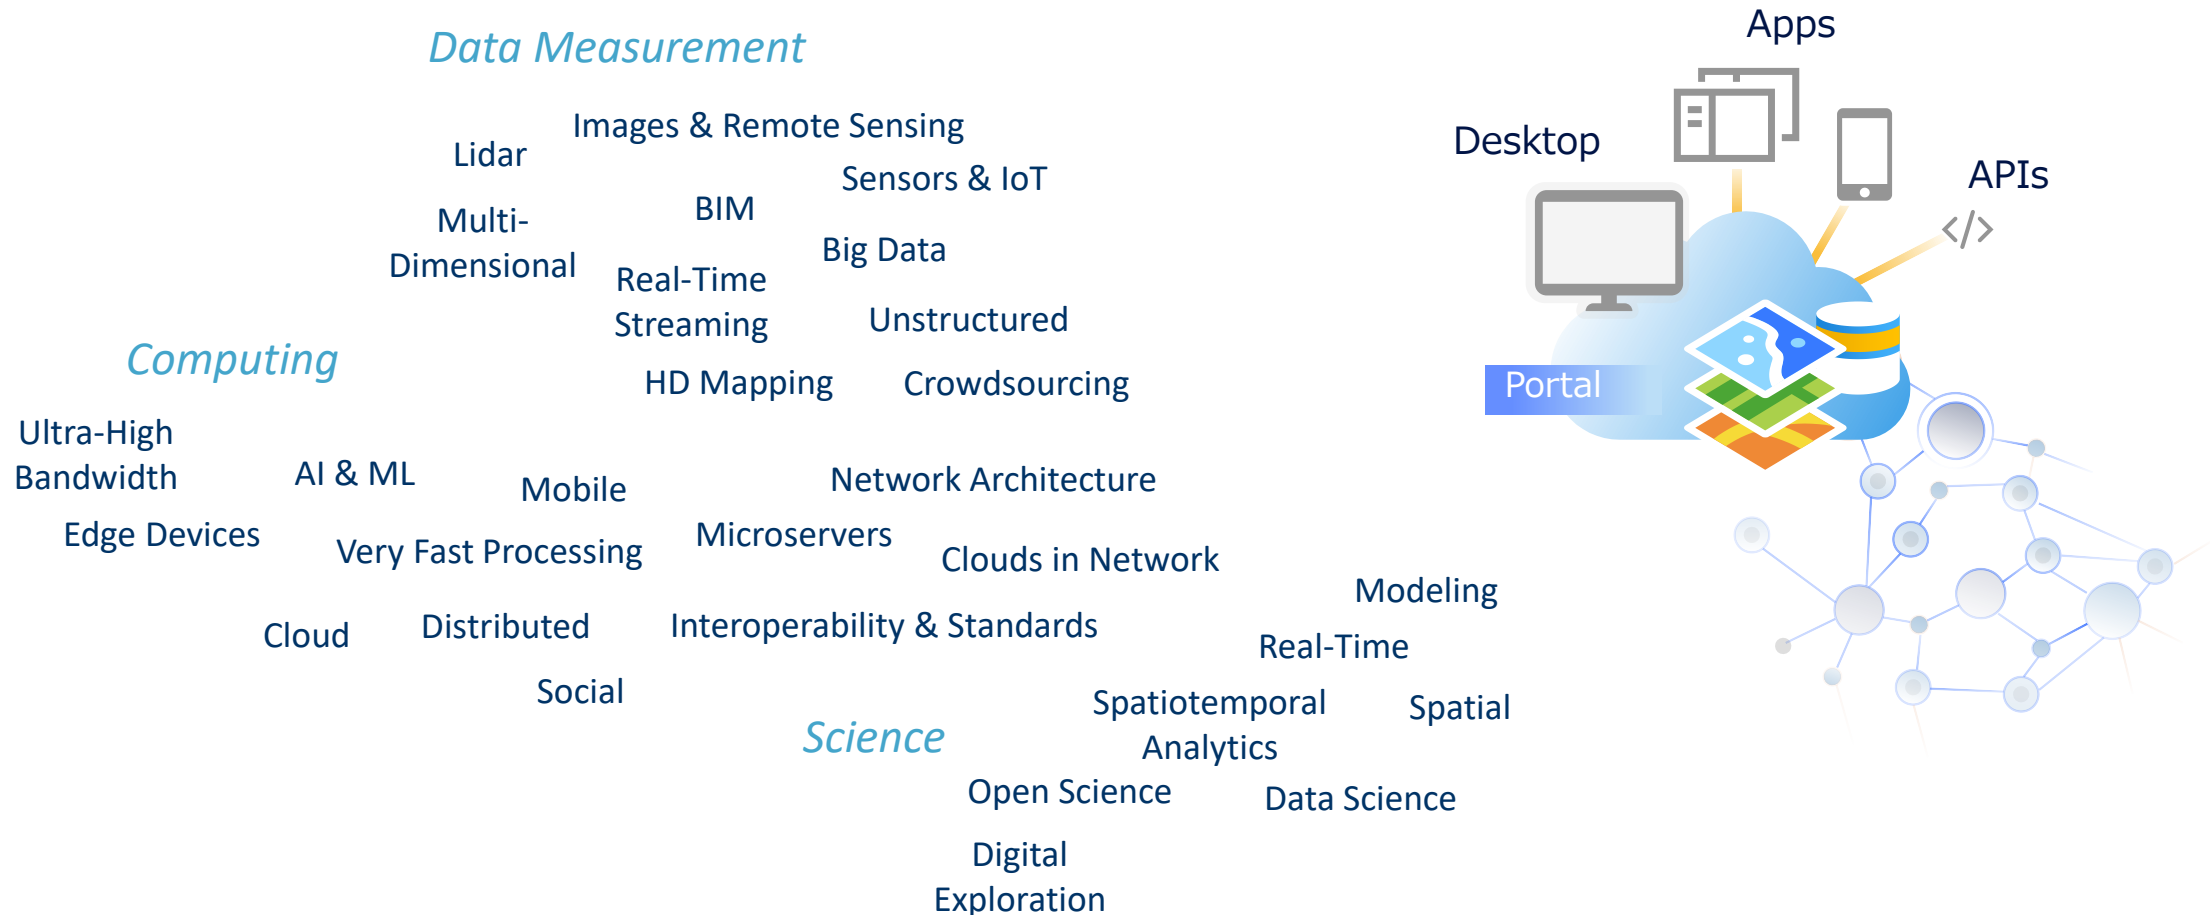 Data Measurement
Images & Remote Sensing
Lidar
Sensors & IoT
BIM
Multi-
Dimensional
Big Data
Real-Time
Streaming
Unstructured
HD Mapping
Crowdsourcing
Computing
Ultra-High
Bandwidth
AI & ML
Mobile
Network Architecture
Edge Devices
Very Fast Processing
Microservers
Clouds in Network
Cloud
Distributed
Interoperability & Standards
Social
Science
Modeling
Real-Time
Spatiotemporal
Analytics
Spatial
Open Science
Data Science
Digital
Exploration
Apps
Desktop
APIs
</>
Portal